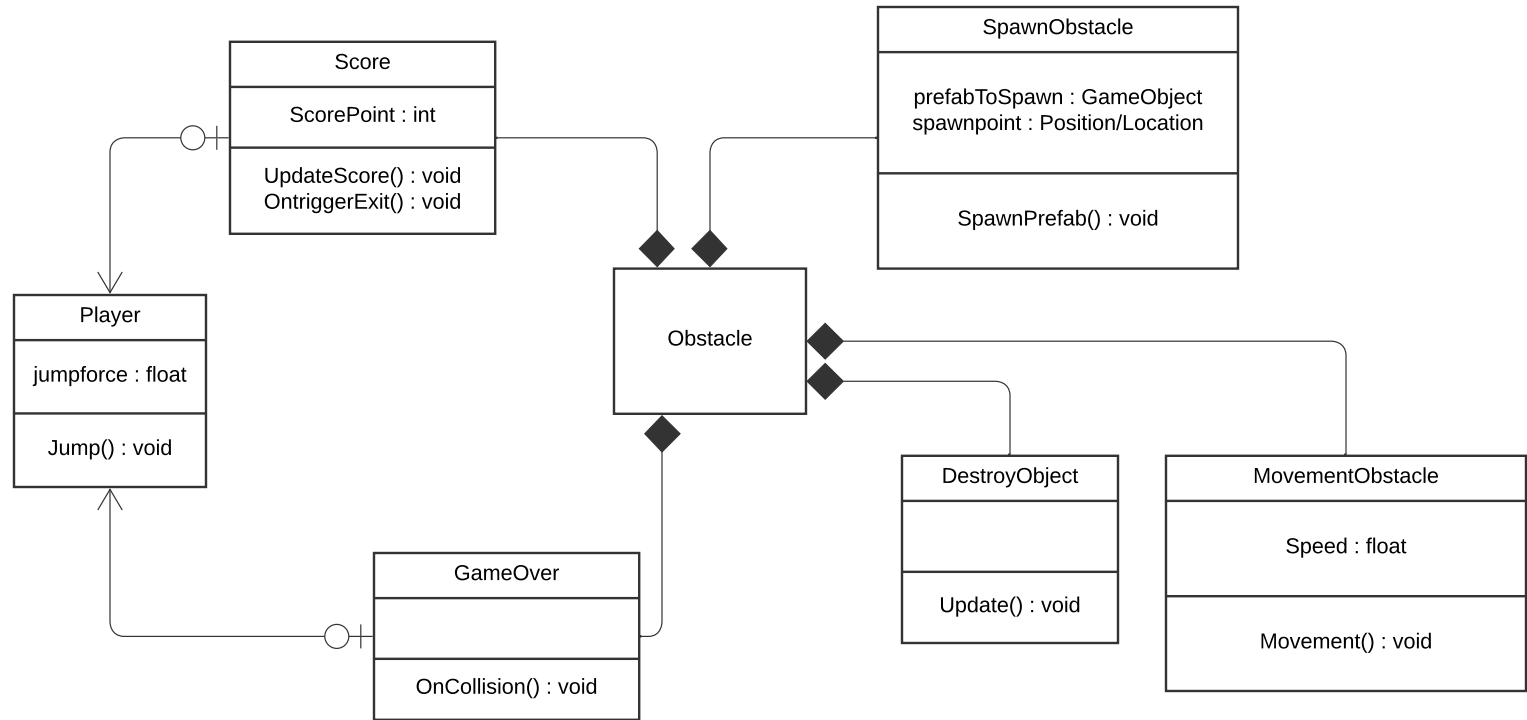 Score
ScorePoint : int
UpdateScore() : void
OntriggerExit() : void
SpawnObstacle
prefabToSpawn : GameObject
spawnpoint : Position/Location
SpawnPrefab() : void
Player
jumpforce : float
Jump() : void
Obstacle
GameOver
OnCollision() : void
DestroyObject
Update() : void
MovementObstacle
Speed : float
Movement() : void